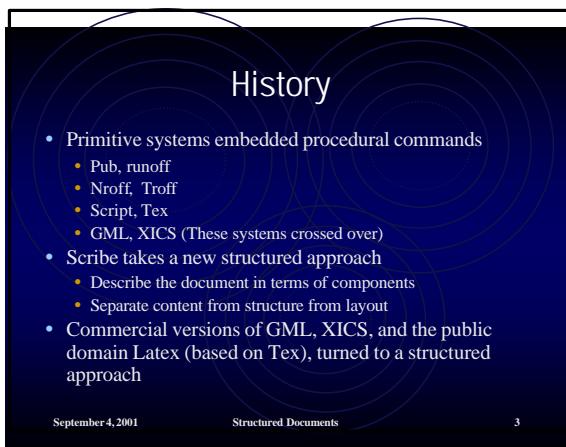 History
• Primitive systems embedded procedural commands
• Pub, runoff
• Nroff, Troff
• Script, Tex
• GML, XICS (These systems crossed over)
• Scribe takes a new structured approach
• Describe the document in terms of components
• Separate content from structure from layout
• Commercial versions of GML, XICS, and the public
domain Latex (based on Tex), turned to a structured
approach
September 4, 2001 Structured Documents 3